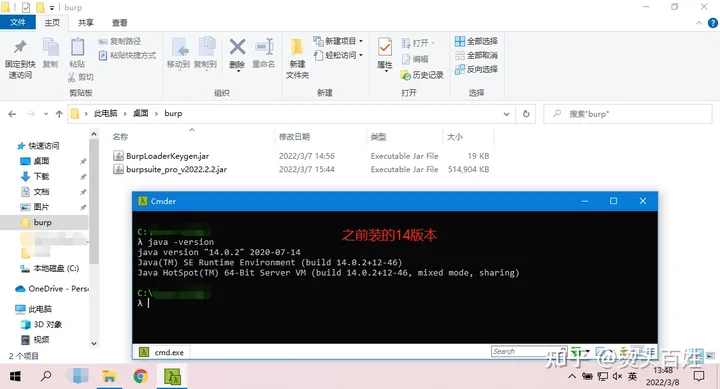 burp
文件
主页
共享
查看
固定到快速访问
复制
粘贴
复制路径
粘贴快捷方式
剪切
剪贴板
移动到
复制到
删除
重命名
组织
新建文件夹
新建项目
轻松访问
新建
属性
打开
编辑
历史记录
打开
全部选择
全部取消
反向选择
选择
此电脑
桌面
burp
搜索"burp"
名称
修改日期
类型
大小
BurpLoaderKeygen.jar
2022/3/7 14:56
Executable Jar File
19 KB
burpsuite_pro_v2022.2.2.jar
2022/3/7 15:44
Executable Jar File
514,904 KB
快速访问
桌面
下载
文档
图片
burp
本地磁盘 (C:)
OneDrive - Perso
此电脑
3D 对象
视频
2 个项目
Cmder
C:\
之前装的14版本
λ java -version
java version "14.0.2" 2020-07-14
Java(TM) SE Runtime Environment (build 14.0.2+12-46)
Java HotSpot(TM) 64-Bit Server VM (build 14.0.2+12-46, mixed mode, sharing)
C:\
λ
cmd.exe
Search
英
13:48
2022/3/8